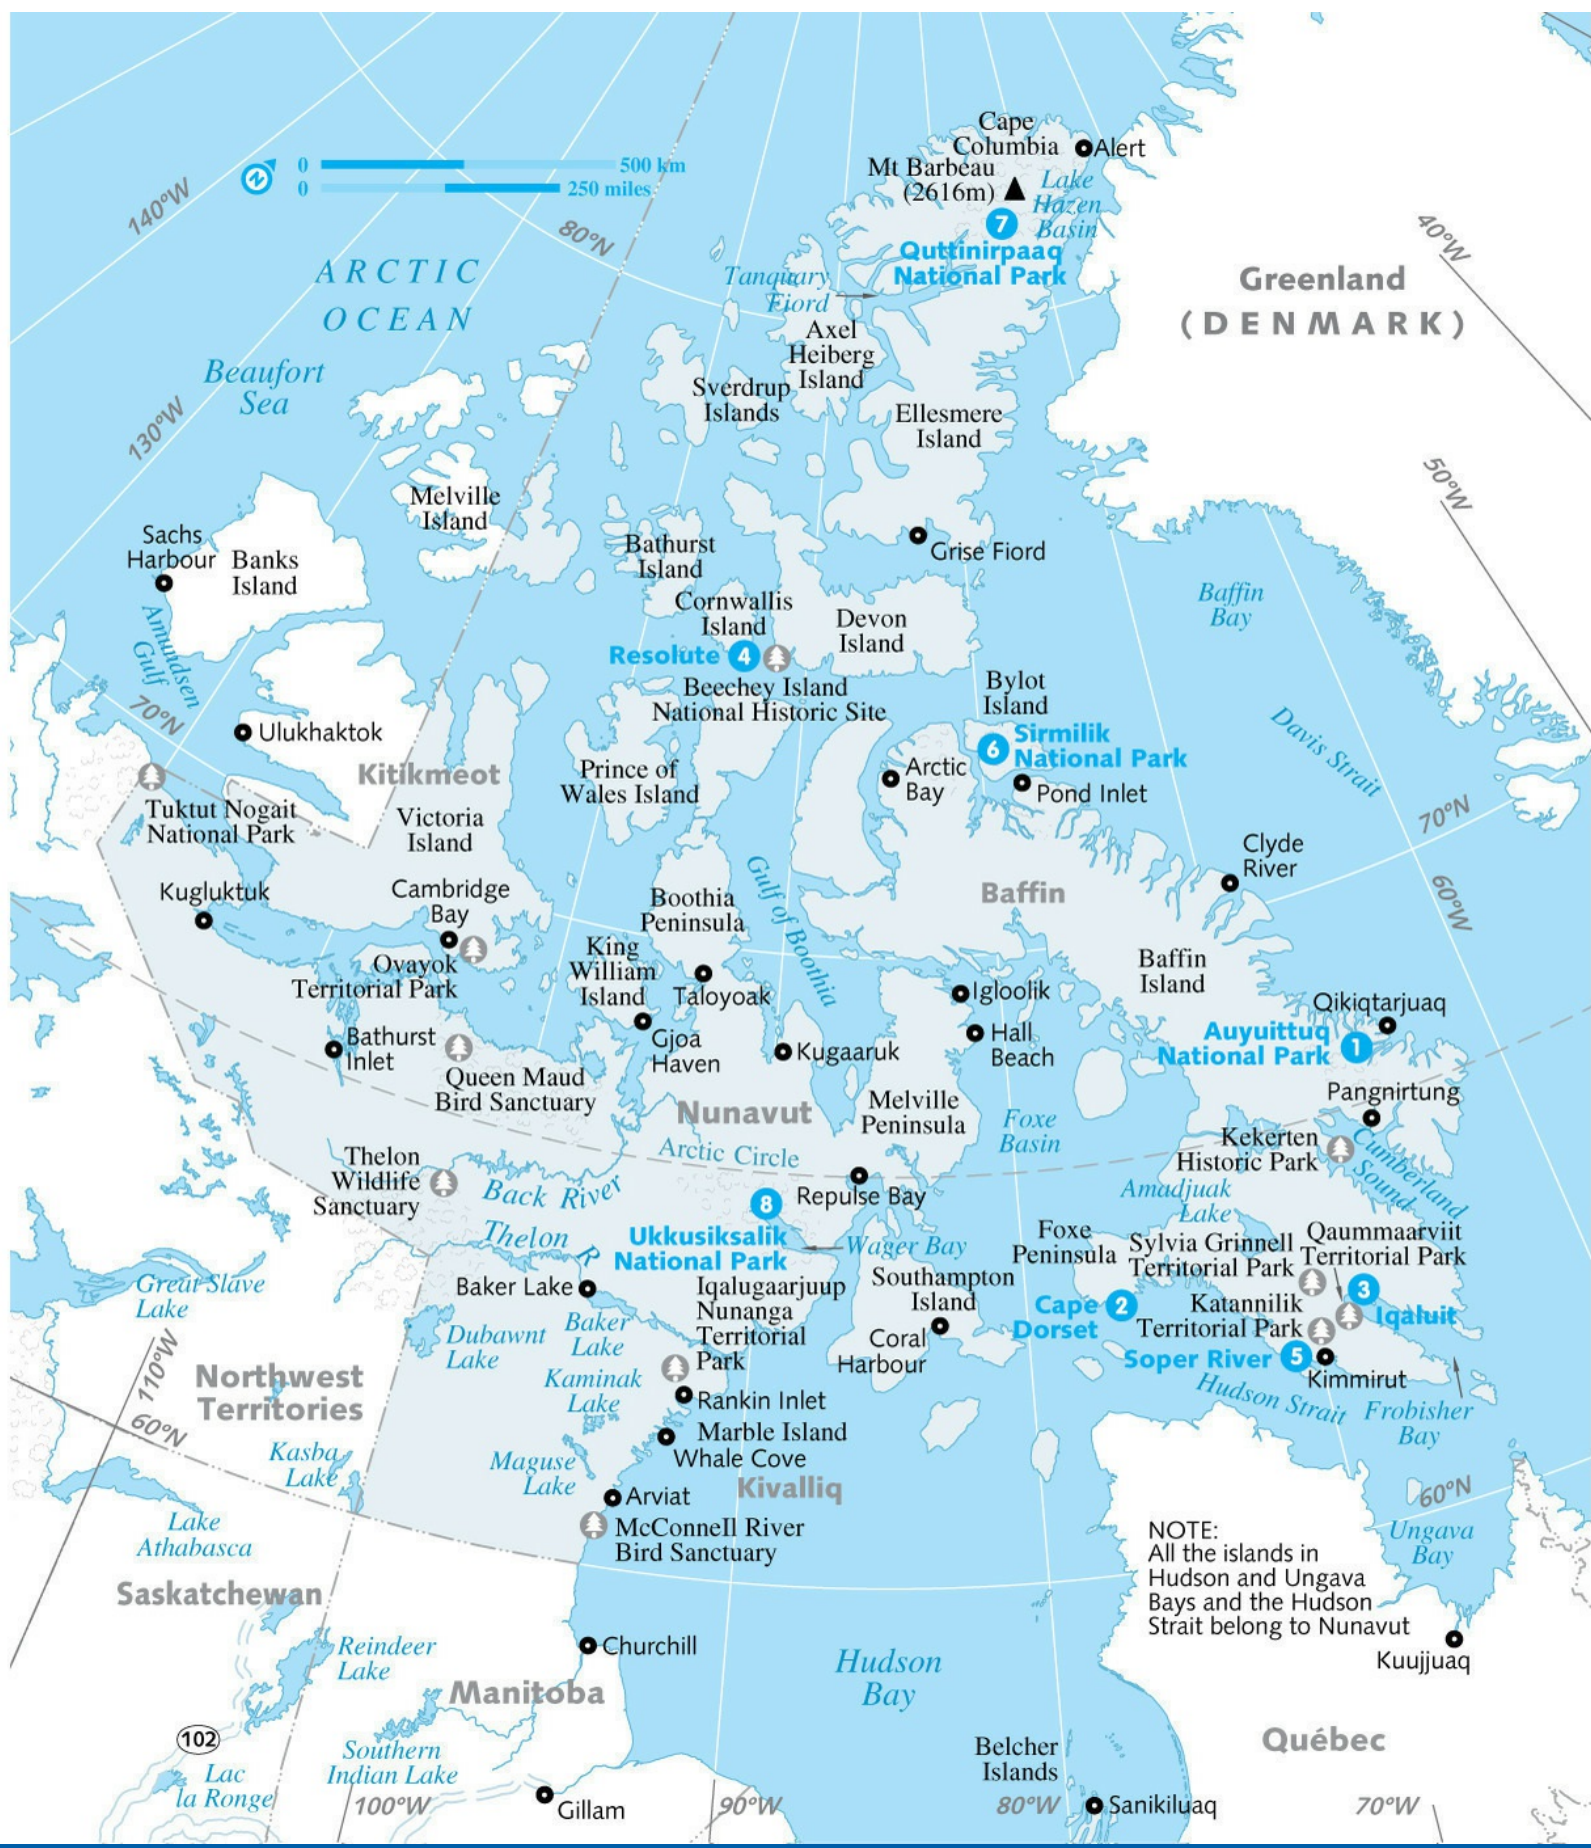 Cape
Columbia
Alert
Mt Barbeau
(2616m)
Lake
Hazen
Basin
7
Quttinirpaaq
National Park
0 500 km
0 250 miles
N
140°W
80°N
40°W
ARCTIC
OCEAN
Tanquary
Fiord
Greenland
(DENMARK)
Axel
Heiberg
Island
Beaufort
Sea
Sverdrup
Islands
Ellesmere
Island
130°W
50°W
Melville
Island
Sachs
Harbour
Banks
Island
Bathurst
Island
Grise Fiord
Baffin
Bay
Amundsen
Gulf
Cornwallis
Island
Devon
Island
Resolute 4
Beechey Island
National Historic Site
Bylot
Island
70°N
Ulukhaktok
6
Sirmilik
National Park
Davis Strait
Kitikmeot
Prince of
Wales Island
Arctic
Bay
Pond Inlet
Tuktut Nogait
National Park
Victoria
Island
70°N
Clyde
River
Gulf of Boothia
Kugluktuk
Cambridge
Bay
Boothia
Peninsula
Baffin
60°W
King
William
Island
Ovayok
Territorial Park
Taloyoak
Igloolik
Baffin
Island
Qikiqtarjuaq
Bathurst
Inlet
Gjoa
Haven
Kugaaruk
Hall
Beach
Auyuittuq
National Park
1
Queen Maud
Bird Sanctuary
Pangnirtung
Nunavut
Melville
Peninsula
Foxe
Basin
Arctic Circle
Kekerten
Historic Park
Cumberland
Sound
Thelon
Wildlife
Sanctuary
Back River
Repulse Bay
Amadjuak
Lake
8
Ukkusiksalik
National Park
Thelon R
Wager Bay
Foxe
Peninsula
Sylvia Grinnell
Territorial Park
Qaummaarviit
Territorial Park
Great Slave
Lake
Baker Lake
Iqalugaarjuup
Nunanga
Territorial
Park
Southampton
Island
Cape
Dorset
2
Katannilik
Territorial Park
3
Iqaluit
Dubawnt
Lake
Baker
Lake
Coral
Harbour
Soper River 5
Kimmirut
110°W
Northwest
Territories
Kaminak
Lake
Rankin Inlet
Hudson Strait
Frobisher
Bay
60°N
Marble Island
Whale Cove
Kasba
Lake
Maguse
Lake
Kivalliq
Arviat
60°N
Lake
Athabasca
McConnell River
Bird Sanctuary
NOTE:
All the islands in
Hudson and Ungava
Bays and the Hudson
Strait belong to Nunavut
Ungava
Bay
Saskatchewan
Reindeer
Lake
Churchill
Hudson
Bay
Kuujjuaq
Manitoba
102
Québec
Southern
Indian Lake
Belcher
Islands
Lac
la Ronge
100°W
Gillam
90°W
80°W
Sanikiluaq
70°W